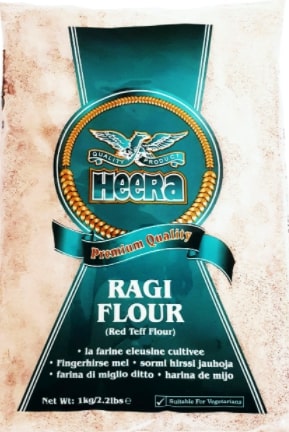 QUALITY PRODUCT
HEERA
Premium Quality
RAGI
FLOUR
(Red Teff Flour)
• la farine eleusine cultivee
• Fingerhirse mel • sormi hirssi jauhoja
• farina di miglio ditto • harina de mijo
Net Wt: 1kg/2.2lbs e ✓ Suitable For Vegetarians